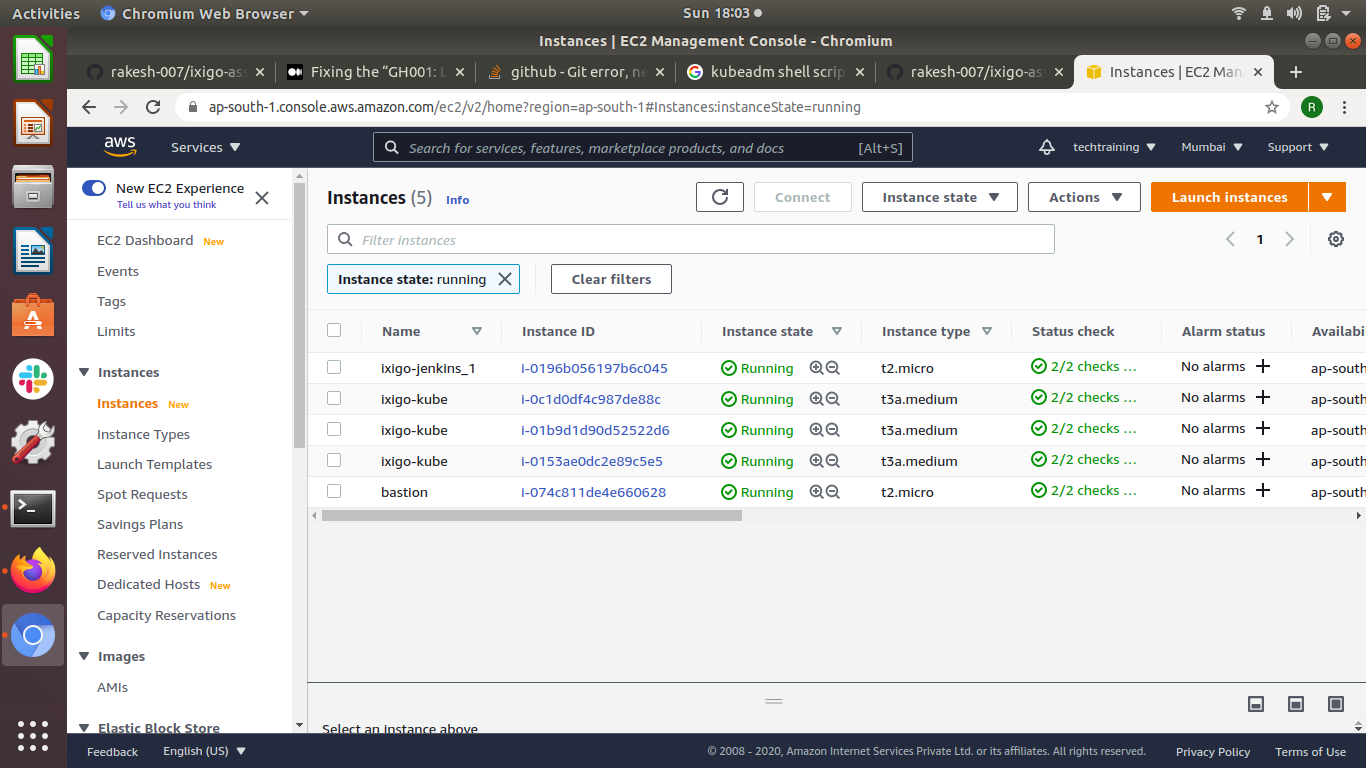 Activities Chromium Web Browser Sun 18:03
Instances | EC2 Management Console - Chromium
rakesh-007/ixigo-ass Fixing the “GH001: L github - Git error, ne kubeadm shell scrip rakesh-007/ixigo-ass Instances | EC2 Man
ap-south-1.console.aws.amazon.com/ec2/v2/home?region=ap-south-1#Instances:instanceState=running R
aws Services Search for services, features, marketplace products, and docs [Alt+S] techtraining Mumbai Support
New EC2 Experience
Tell us what you think
EC2 Dashboard New
Events
Tags
Limits
Instances
Instances New
Instance Types
Launch Templates
Spot Requests
Savings Plans
Reserved Instances
Dedicated Hosts New
Capacity Reservations
Images
AMIs
Elastic Block Store
Instances (5) Info Connect Instance state Actions Launch instances
Filter instances 1
Instance state: running Clear filters
Name Instance ID Instance state Instance type Status check Alarm status Availabi
ixigo-jenkins_1 i-0196b056197b6c045 Running t2.micro 2/2 checks … No alarms ap-south
ixigo-kube i-0c1d0df4c987de88c Running t3a.medium 2/2 checks … No alarms ap-south
ixigo-kube i-01b9d1d90d52522d6 Running t3a.medium 2/2 checks … No alarms ap-south
ixigo-kube i-0153ae0dc2e89c5e5 Running t3a.medium 2/2 checks … No alarms ap-south
bastion i-074c811de4e660628 Running t2.micro 2/2 checks … No alarms ap-south
Select an instance above
Feedback English (US) © 2008 - 2020, Amazon Internet Services Private Ltd. or its affiliates. All rights reserved. Privacy Policy Terms of Use